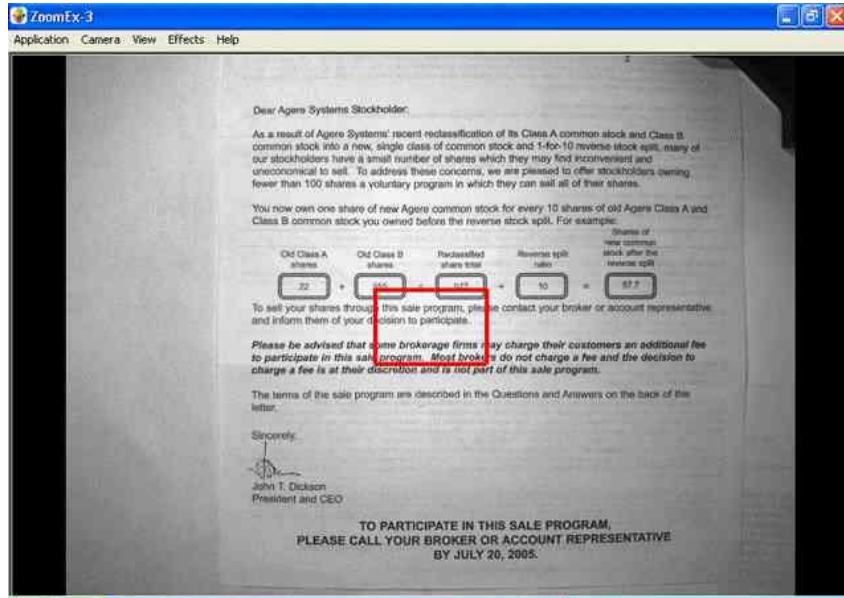 ZoomEx-3
Application Camera View Effects Help
Dear Agere Systems Stockholder:
As a result of Agere Systems' recent reclassification of its Class A common stock and Class B
common stock into a new, single class of common stock and 1-for-10 reverse stock split, many of
our stockholders have a small number of shares which they may find inconvenient and
uneconomical to sell. To address these concerns, we are pleased to offer stockholders owning
fewer than 100 shares a voluntary program in which they can sell all of their shares.
You now own one share of new Agere common stock for every 10 shares of old Agere Class A and
Class B common stock you owned before the reverse stock split. For example:
Old Class A shares Old Class B shares Reclassified share total Reverse split ratio Shares of new common stock after the reverse split
22 + + 10 = 57.7
To sell your shares through this sale program, please contact your broker or account representative
and inform them of your decision to participate.
Please be advised that some brokerage firms may charge their customers an additional fee
to participate in this sale program. Most brokers do not charge a fee and the decision to
charge a fee is at their discretion and is not part of this sale program.
The terms of the sale program are described in the Questions and Answers on the back of the
letter.
Sincerely,
John T. Dickson
President and CEO
TO PARTICIPATE IN THIS SALE PROGRAM,
PLEASE CALL YOUR BROKER OR ACCOUNT REPRESENTATIVE
BY JULY 20, 2005.